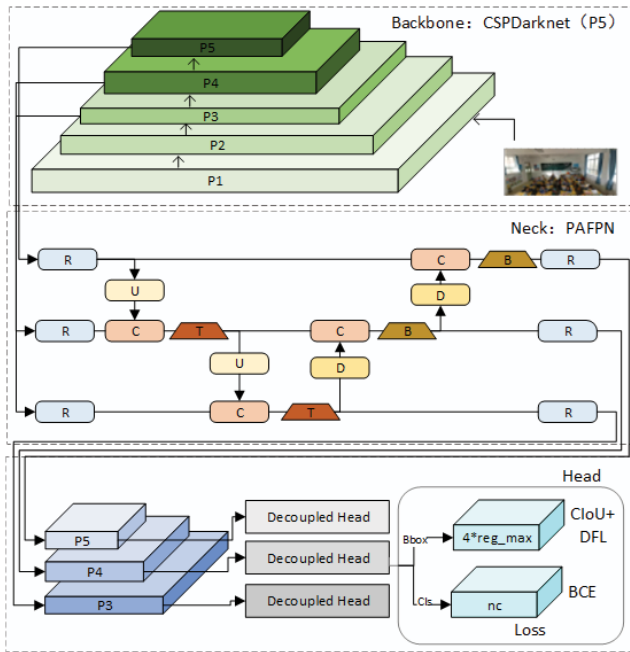 Backbone: CSPDarknet（P5）
P5
P4
P3
P2
P1
Neck: PAFPN
R
C
B
R
U
D
R
C
T
C
B
R
U
D
R
C
T
R
Head
P5
P4
P3
Decoupled Head
Decoupled Head
Decoupled Head
Bbox
Cls
4*reg_max
CIoU+
DFL
nc
BCE
Loss